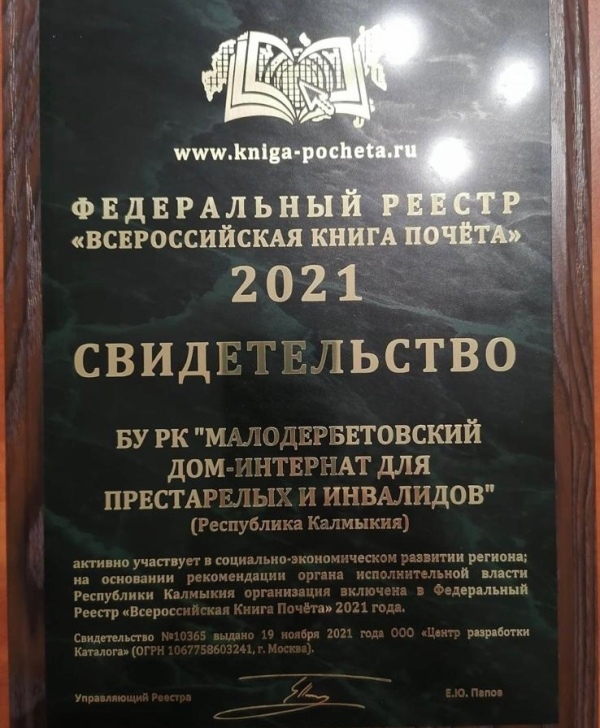 www.kniga-pocheta.ru
ФЕДЕРАЛЬНЫЙ РЕЕСТР
«ВСЕРОССИЙСКАЯ КНИГА ПОЧЁТА»
2021
СВИДЕТЕЛЬСТВО
БУ РК "МАЛОДЕРБЕТОВСКИЙ
ДОМ-ИНТЕРНАТ ДЛЯ
ПРЕСТАРЕЛЫХ И ИНВАЛИДОВ"
(Республика Калмыкия)
активно участвует в социально-экономическом развитии региона;
на основании рекомендации органа исполнительной власти
Республики Калмыкия организация включена в Федеральный
Реестр «Всероссийская Книга Почёта» 2021 года.
Свидетельство №10365 выдано 19 ноября 2021 года ООО «Центр разработки
Каталога» (ОГРН 1067758603241, г. Москва).
Управляющий Реестра Е.Ю. Попов